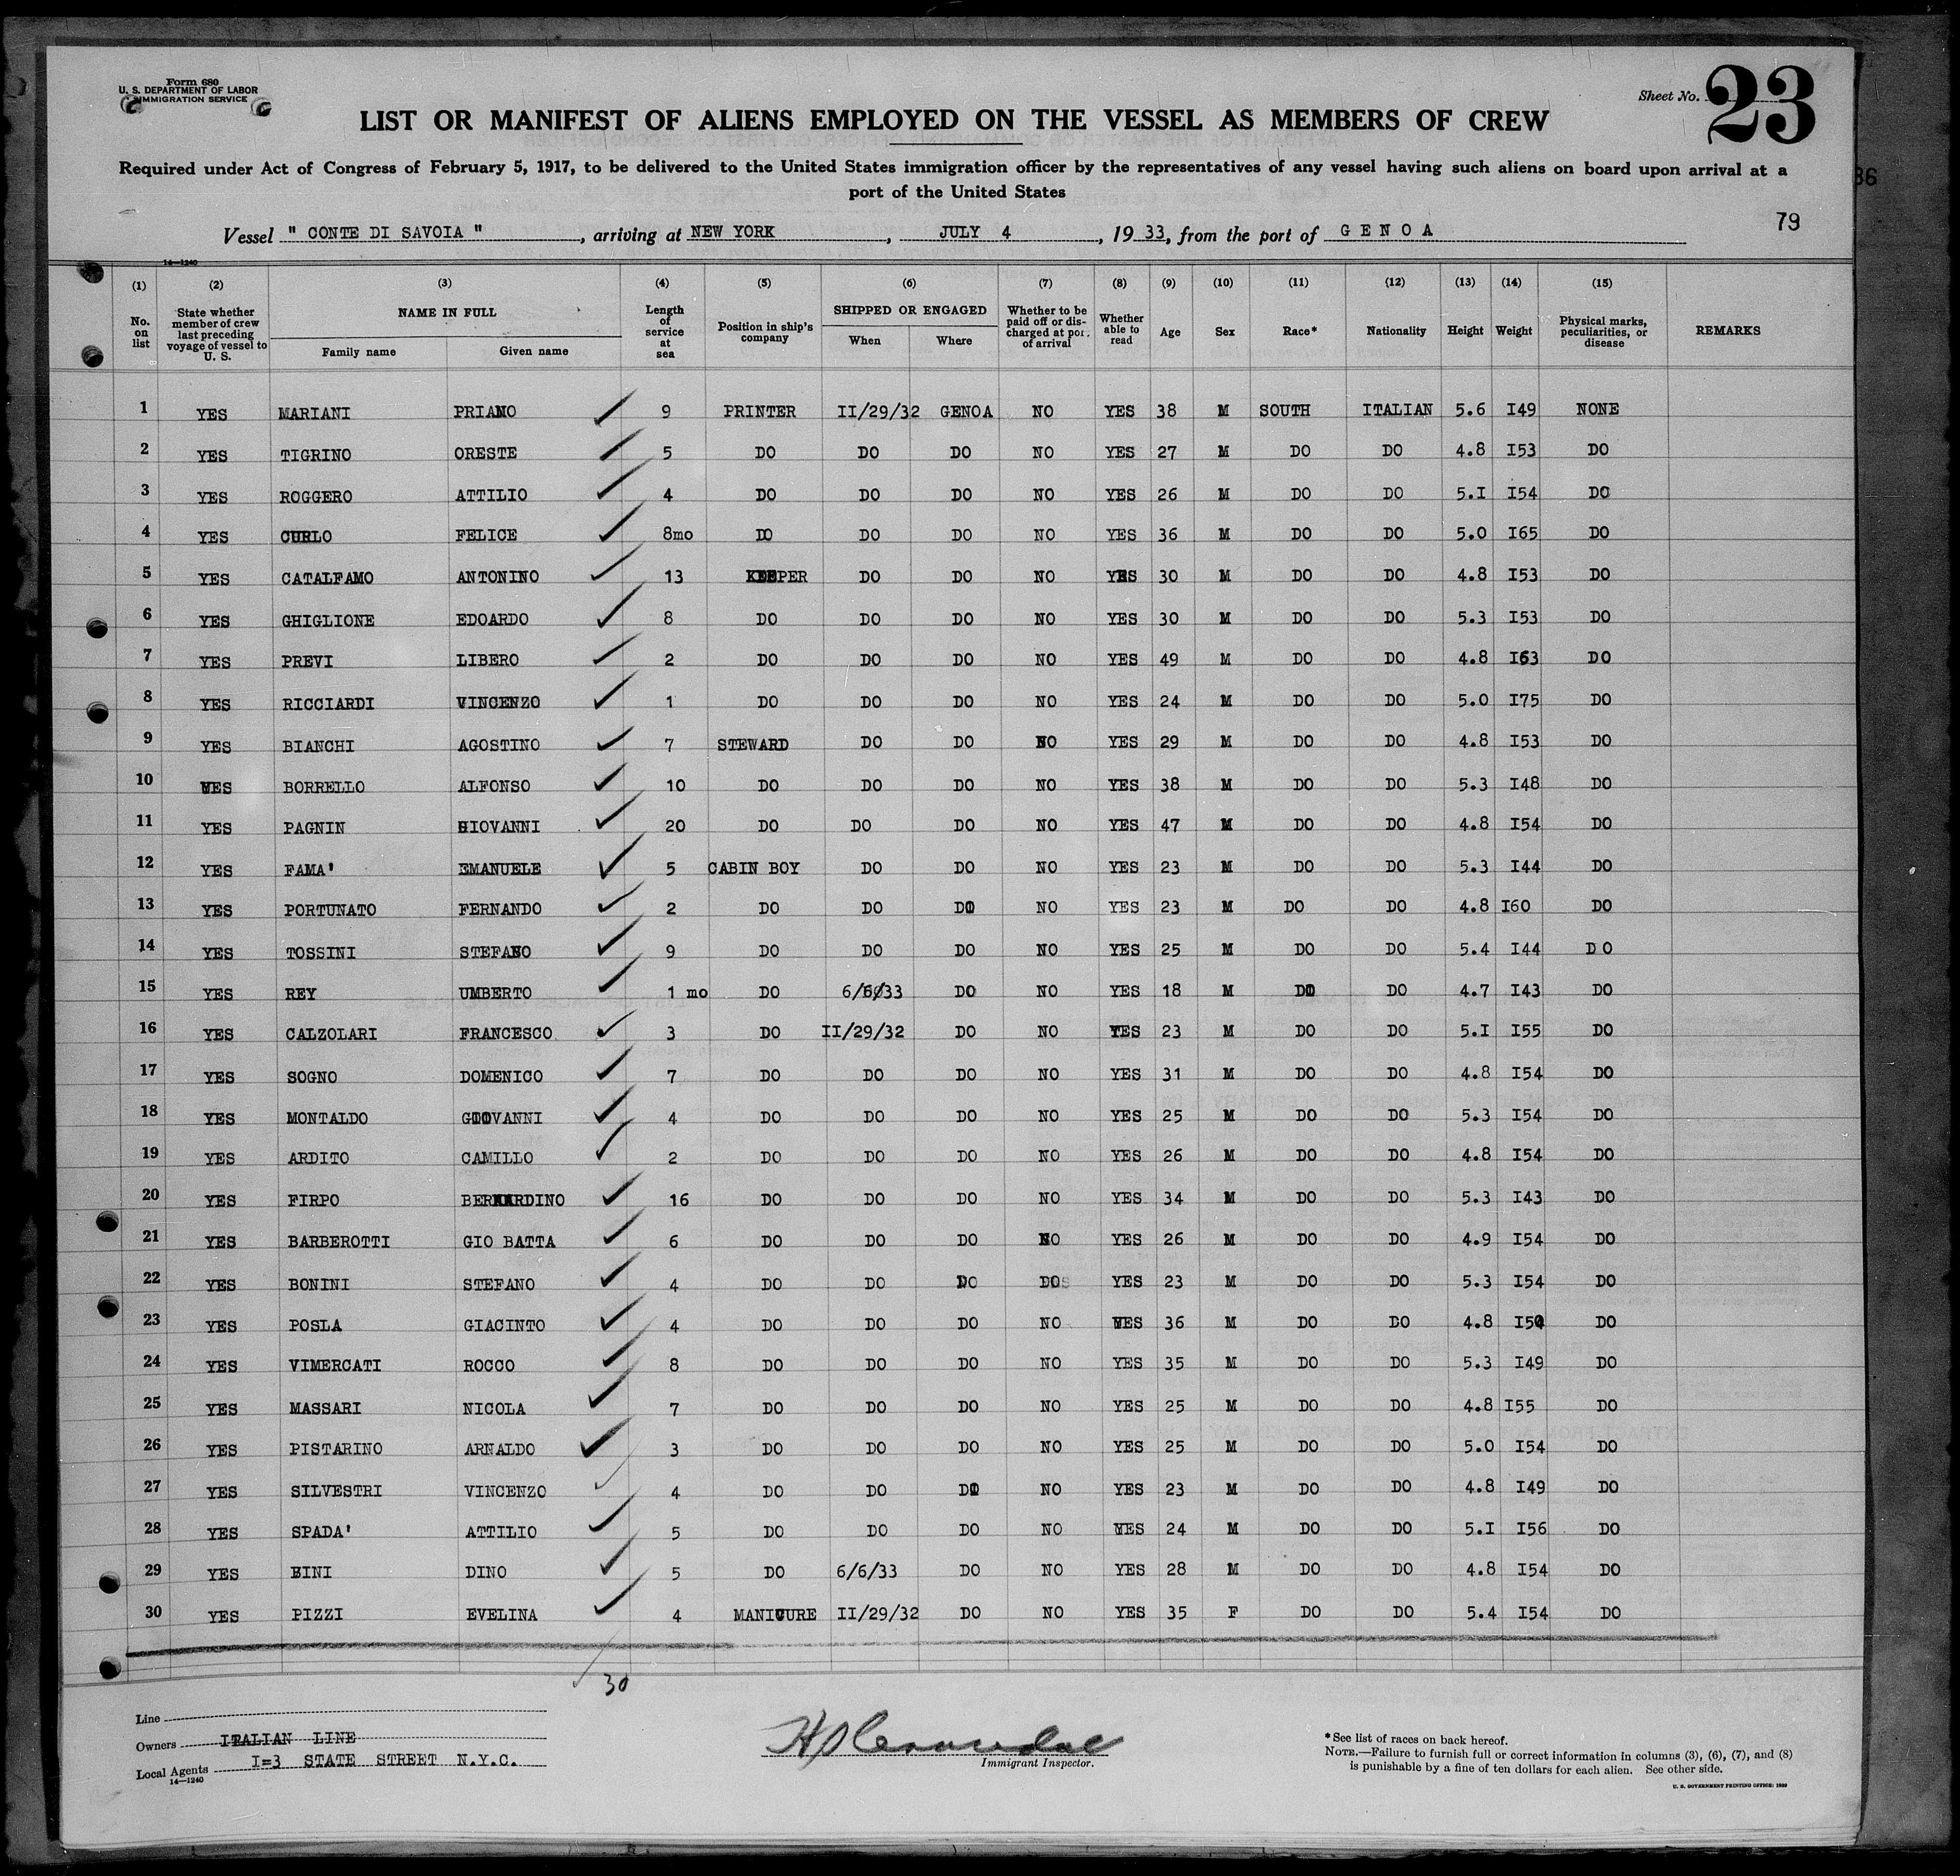 Form 680
U. S. DEPARTMENT OF LABOR
IMMIGRATION SERVICE
Sheet No. 23
LIST OR MANIFEST OF ALIENS EMPLOYED ON THE VESSEL AS MEMBERS OF CREW
Required under Act of Congress of February 5, 1917, to be delivered to the United States immigration officer by the representatives of any vessel having such aliens on board upon arrival at a
port of the United States
86
79
Vessel " CONTE DI SAVOIA ", arriving at NEW YORK, JULY 4, 19 33, from the port of GENOA
14—1240
(1) (2) (3) (4) (5) (6) (7) (8) (9) (10) (11) (12) (13) (14) (15)
No. on list State whether member of crew last preceding voyage of vessel to U. S. NAME IN FULL Family name Given name Length of service at sea Position in ship's company SHIPPED OR ENGAGED When Where Whether to be paid off or discharged at port of arrival Whether able to read Age Sex Race* Nationality Height Weight Physical marks, peculiarities, or disease REMARKS
1 YES MARIANI PRIAMO 9 PRINTER II/29/32 GENOA NO YES 38 M SOUTH ITALIAN 5.6 I49 NONE
2 YES TIGRINO ORESTE 5 DO DO DO NO YES 27 M DO DO 4.8 I53 DO
3 YES ROGGERO ATTILIO 4 DO DO DO NO YES 26 M DO DO 5.I I54 DO
4 YES CURLO FELICE 8mo DO DO DO NO YES 36 M DO DO 5.0 I65 DO
5 YES CATALFAMO ANTONINO 13 KEEPER DO DO NO YES 30 M DO DO 4.8 I53 DO
6 YES GHIGLIONE EDOARDO 8 DO DO DO NO YES 30 M DO DO 5.3 I53 DO
7 YES PREVI LIBERO 2 DO DO DO NO YES 49 M DO DO 4.8 I63 DO
8 YES RICCIARDI VINCENZO 1 DO DO DO NO YES 24 M DO DO 5.0 I75 DO
9 YES BIANCHI AGOSTINO 7 STEWARD DO DO NO YES 29 M DO DO 4.8 I53 DO
10 YES BORRELLO ALFONSO 10 DO DO DO NO YES 38 M DO DO 5.3 I48 DO
11 YES PAGNIN GIOVANNI 20 DO DO DO NO YES 47 M DO DO 4.8 I54 DO
12 YES FAMA' EMANUELE 5 CABIN BOY DO DO NO YES 23 M DO DO 5.3 I44 DO
13 YES PORTUNATO FERNANDO 2 DO DO DO NO YES 23 M DO DO 4.8 I60 DO
14 YES TOSSINI STEFANO 9 DO DO DO NO YES 25 M DO DO 5.4 I44 DO
15 YES REY UMBERTO 1 mo DO 6/6/33 DO NO YES 18 M DO DO 4.7 I43 DO
16 YES CALZOLARI FRANCESCO 3 DO II/29/32 DO NO YES 23 M DO DO 5.I I55 DO
17 YES SOGNO DOMENICO 7 DO DO DO NO YES 31 M DO DO 4.8 I54 DO
18 YES MONTALDO GIOVANNI 4 DO DO DO NO YES 25 M DO DO 5.3 I54 DO
19 YES ARDITO CAMILLO 2 DO DO DO NO YES 26 M DO DO 4.8 I54 DO
20 YES FIRPO BERNARDINO 16 DO DO DO NO YES 34 M DO DO 5.3 I43 DO
21 YES BARBEROTTI GIO BATTA 6 DO DO DO NO YES 26 M DO DO 4.9 I54 DO
22 YES BONINI STEFANO 4 DO DO DO DO YES 23 M DO DO 5.3 I54 DO
23 YES POSLA GIACINTO 4 DO DO DO NO YES 36 M DO DO 4.8 DO
24 YES VIMERCATI ROCCO 8 DO DO DO NO YES 35 M DO DO 5.3 I49 DO
25 YES MASSARI NICOLA 7 DO DO DO NO YES 25 M DO DO 4.8 I55 DO
26 YES PISTARINO ARNALDO 3 DO DO DO NO YES 25 M DO DO 5.0 I54 DO
27 YES SILVESTRI VINCENZO 4 DO DO DO NO YES 23 M DO DO 4.8 I49 DO
28 YES SPADA' ATTILIO 5 DO DO DO NO YES 24 M DO DO 5.I I56 DO
29 YES BINI DINO 5 DO 6/6/33 DO NO YES 28 M DO DO 4.8 I54 DO
30 YES PIZZI EVELINA 4 MANICURE II/29/32 DO NO YES 35 F DO DO 5.4 I54 DO
30
Line
Owners ITALIAN LINE
Local Agents I=3 STATE STREET N.Y.C.
14—1240
Immigrant Inspector.
* See list of races on back hereof.
NOTE.—Failure to furnish full or correct information in columns (3), (6), (7), and (8)
is punishable by a fine of ten dollars for each alien. See other side.